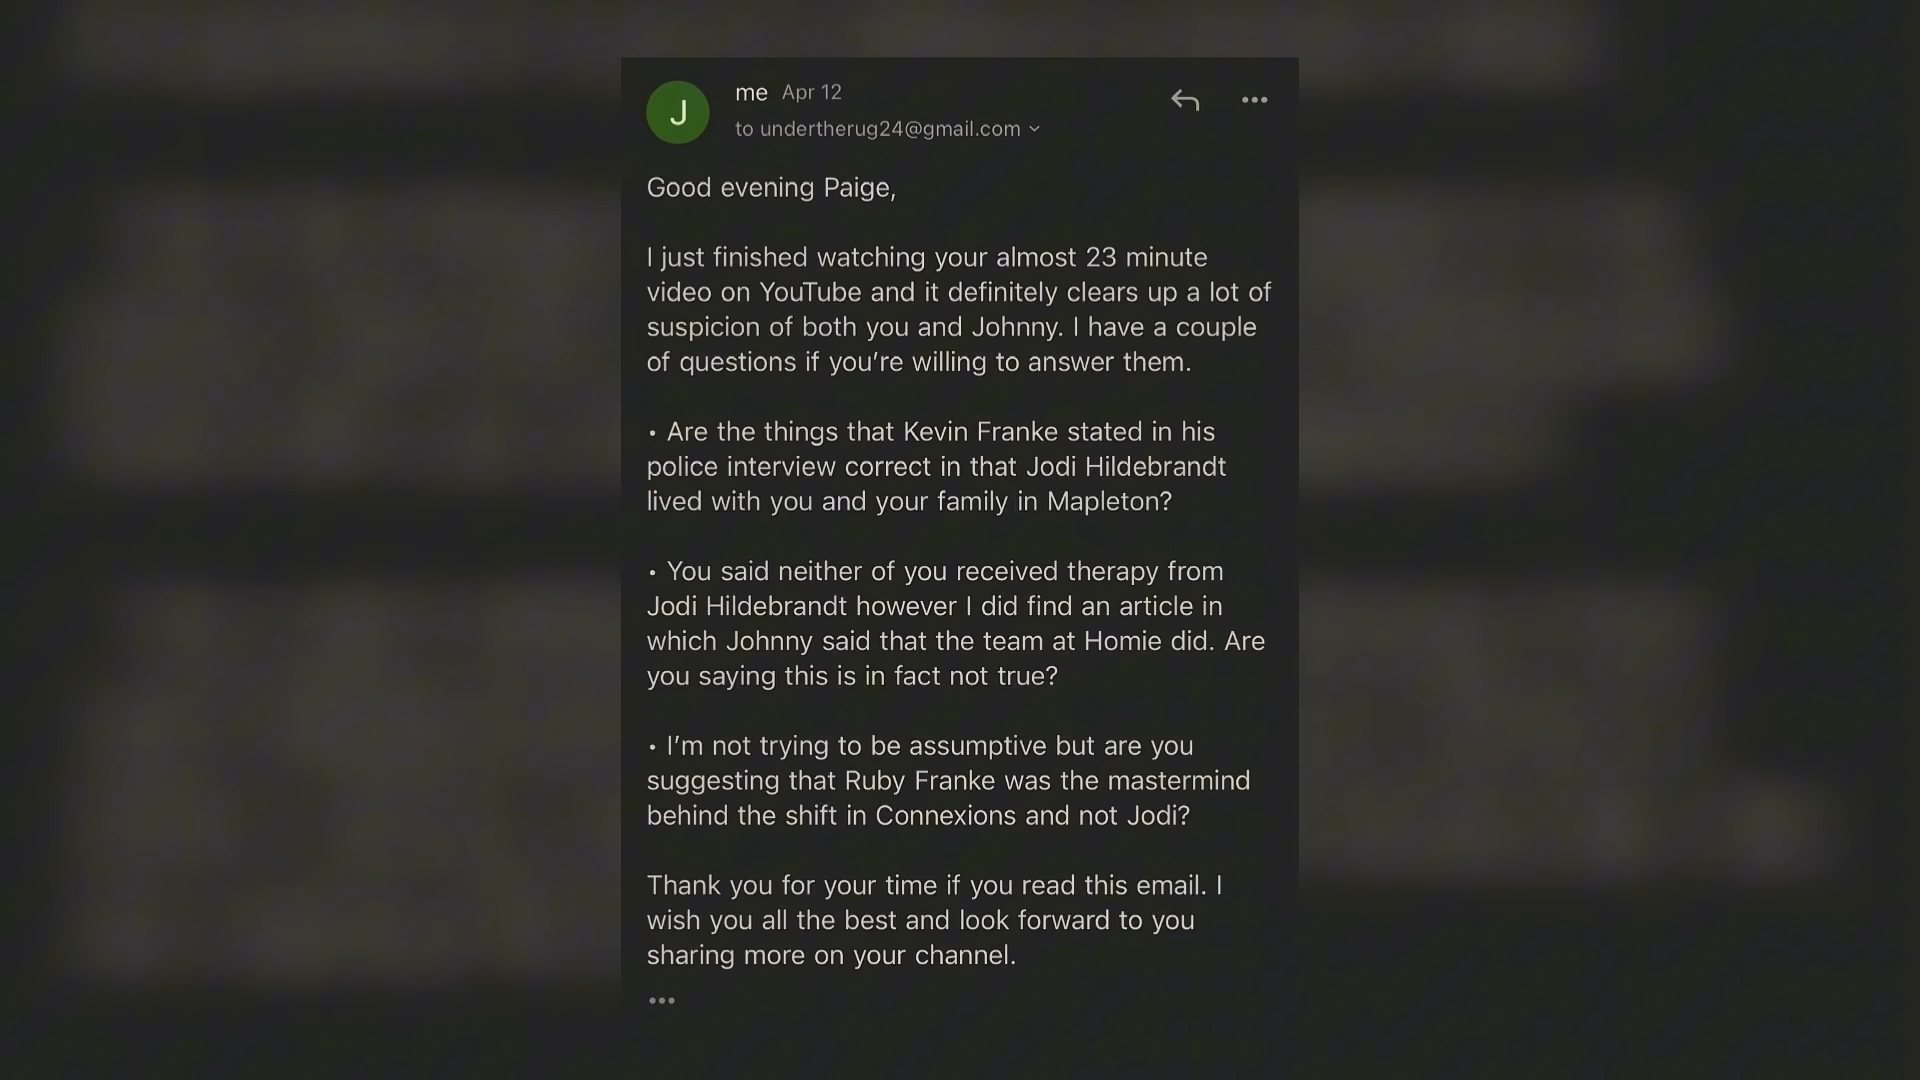 J
me Apr 12
to undertherug24@gmail.com
Good evening Paige,
I just finished watching your almost 23 minute
video on YouTube and it definitely clears up a lot of
suspicion of both you and Johnny. I have a couple
of questions if you’re willing to answer them.
• Are the things that Kevin Franke stated in his
police interview correct in that Jodi Hildebrandt
lived with you and your family in Mapleton?
• You said neither of you received therapy from
Jodi Hildebrandt however I did find an article in
which Johnny said that the team at Homie did. Are
you saying this is in fact not true?
• I’m not trying to be assumptive but are you
suggesting that Ruby Franke was the mastermind
behind the shift in Connexions and not Jodi?
Thank you for your time if you read this email. I
wish you all the best and look forward to you
sharing more on your channel.